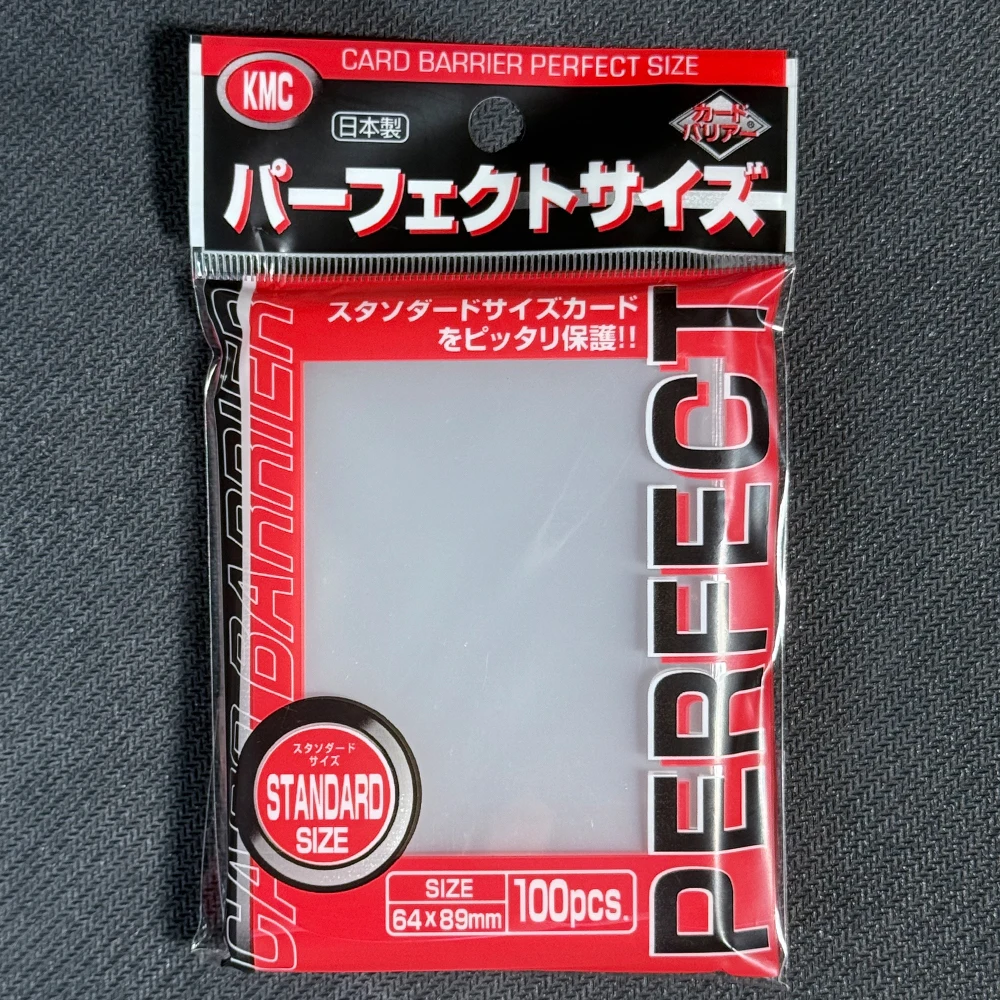 CARD BARRIER PERFECT SIZE
KMC
日本製
カード
バリアー
パーフェクトサイズ
スタンダードサイズカード
をピッタリ保護!!
PERFECT
CARD BARRIER
スタンダード
サイズ
STANDARD
SIZE
SIZE
64×89mm
100pcs.